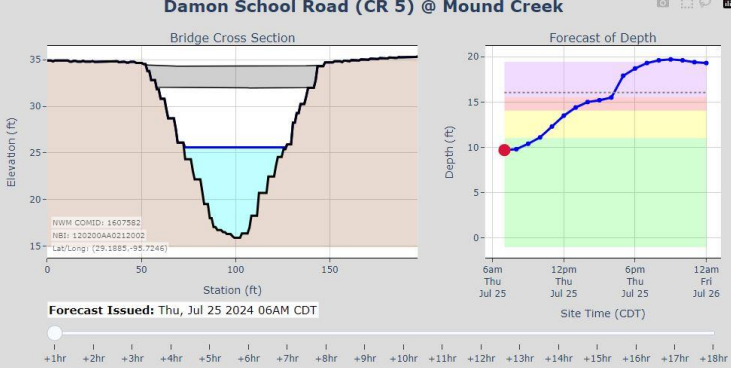 Damon School Road (CR 5) @ Mound Creek
Bridge Cross Section
Elevation (ft)
35
30
25
20
15
NWM COMID: 1607582
NBI: 120200AA0212002
Lat/Long: (29.1885,-95.7246)
0 50 100 150
Station (ft)
Forecast of Depth
Depth (ft)
20
15
10
5
0
6am 12pm 6pm 12am
Thu Thu Thu Fri
Jul 25 Jul 25 Jul 25 Jul 26
Site Time (CDT)
Forecast Issued: Thu, Jul 25 2024 06AM CDT
+1hr +2hr +3hr +4hr +5hr +6hr +7hr +8hr +9hr +10hr +11hr +12hr +13hr +14hr +15hr +16hr +17hr +18hr